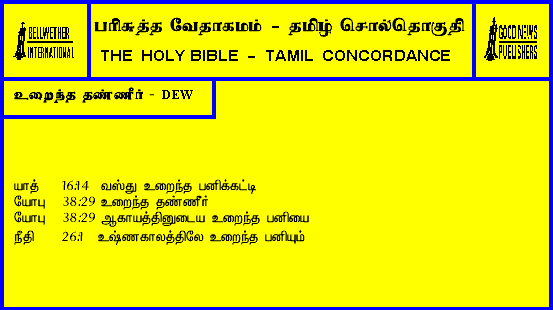 BELLWETHER
INTERNATIONAL
பரிசுத்த வேதாகமம் - தமிழ் சொல்தொகுதி
THE HOLY BIBLE - TAMIL CONCORDANCE
GOOD NEWS
PUBLISHERS
உறைந்த தண்ணீர் - DEW
யாத் 16:14 வஸ்து உறைந்த பனிக்கட்டி
யோபு 38:29 உறைந்த தண்ணீர்
யோபு 38:29 ஆகாயத்தினுடைய உறைந்த பனியை
நீதி 26:1 உஷ்ணகாலத்திலே உறைந்த பனியும்